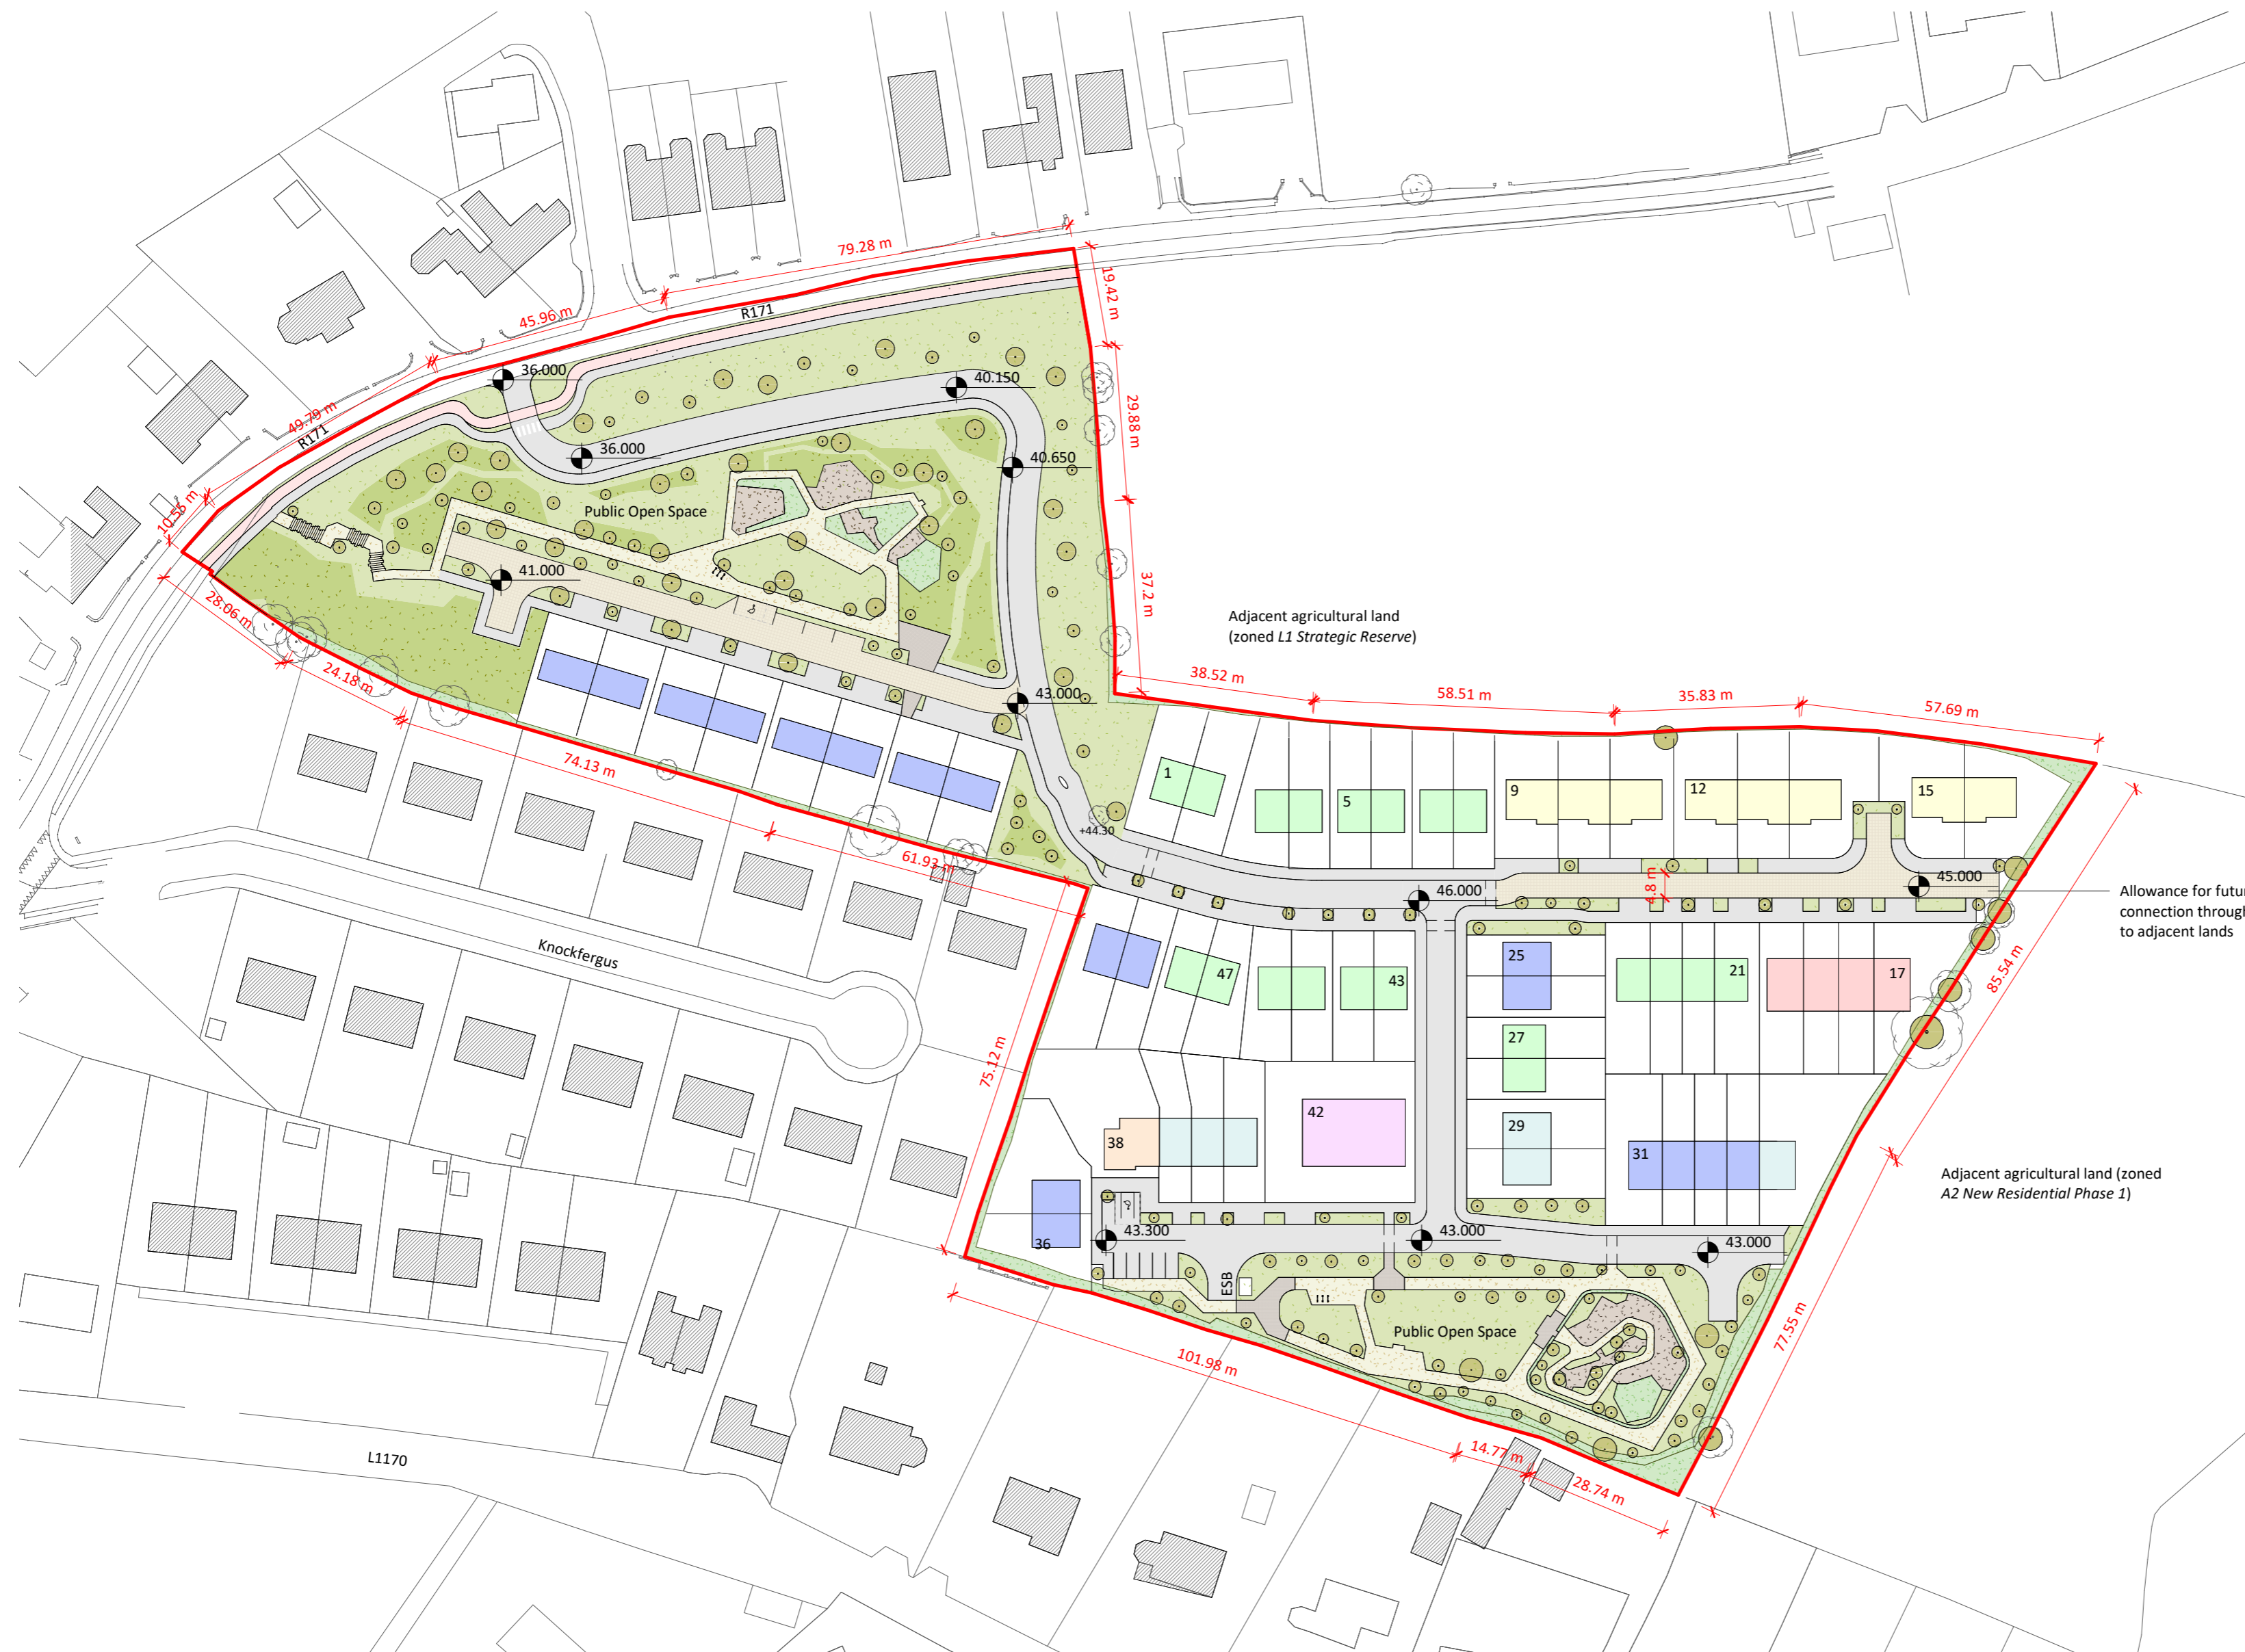 79.28 m
19.42 m
45.96 m
R171
36.000
40.150
49.79 m
R171
29.88 m
36.000
40.650
10.55 m
Public Open Space
41.000
37.2 m
28.06 m
Adjacent agricultural land
(zoned L1 Strategic Reserve)
24.18 m
43.000
38.52 m
58.51 m
35.83 m
57.69 m
74.13 m
1
5
9
12
15
+44.30
61.93 m
46.000
4.8 m
45.000
Allowance for futur
connection through
to adjacent lands
Knockfergus
47
43
25
21
17
85.54 m
27
75.12 m
42
29
38
31
Adjacent agricultural land (zoned
A2 New Residential Phase 1)
36
43.300
43.000
43.000
ESB
Public Open Space
77.55 m
101.98 m
L1170
14.77 m
28.74 m